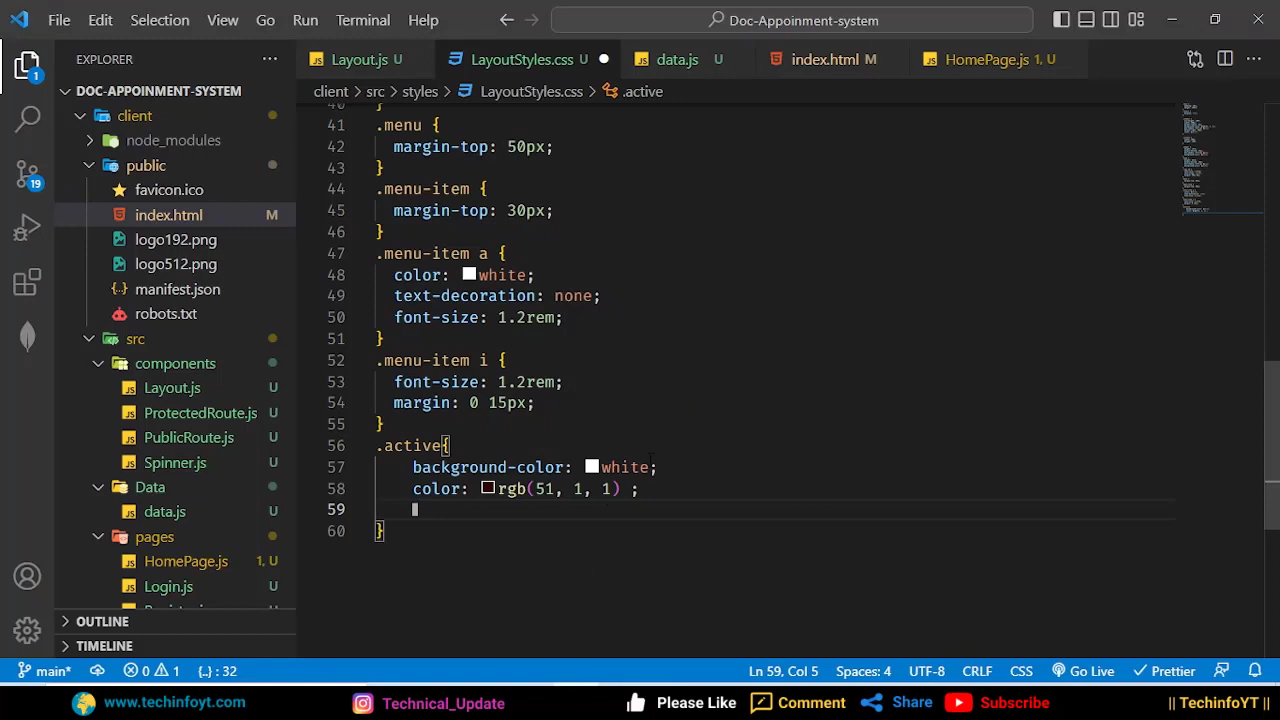 File Edit Selection View Go Run Terminal Help
Doc-Appoinment-system
EXPLORER
Layout.js U
LayoutStyles.css
data.js U
index.html M
HomePage.js 1, U
client > src > styles > LayoutStyles.css > .active
1
19
DOC-APPOINMENT-SYSTEM
client
node_modules
public
favicon.ico
index.html M
logo192.png
logo512.png
manifest.json
robots.txt
src
components
Layout.js U
ProtectedRoute.js U
PublicRoute.js U
Spinner.js U
Data
data.js U
pages
HomePage.js 1, U
Login.js U
OUTLINE
TIMELINE
40 }
41 .menu {
42 margin-top: 50px;
43 }
44 .menu-item {
45 margin-top: 30px;
46 }
47 .menu-item a {
48 color: white;
49 text-decoration: none;
50 font-size: 1.2rem;
51 }
52 .menu-item i {
53 font-size: 1.2rem;
54 margin: 0 15px;
55 }
56 .active{
57 background-color: white;
58 color: rgb(51, 1, 1) ;
59
60 }
main* 0 1 {..} : 32 Ln 59, Col 5 Spaces: 4 UTF-8 CRLF CSS Go Live Prettier
www.techinfoyt.com Technical_Update Please Like Comment Share Subscribe || TechinfoYT ||